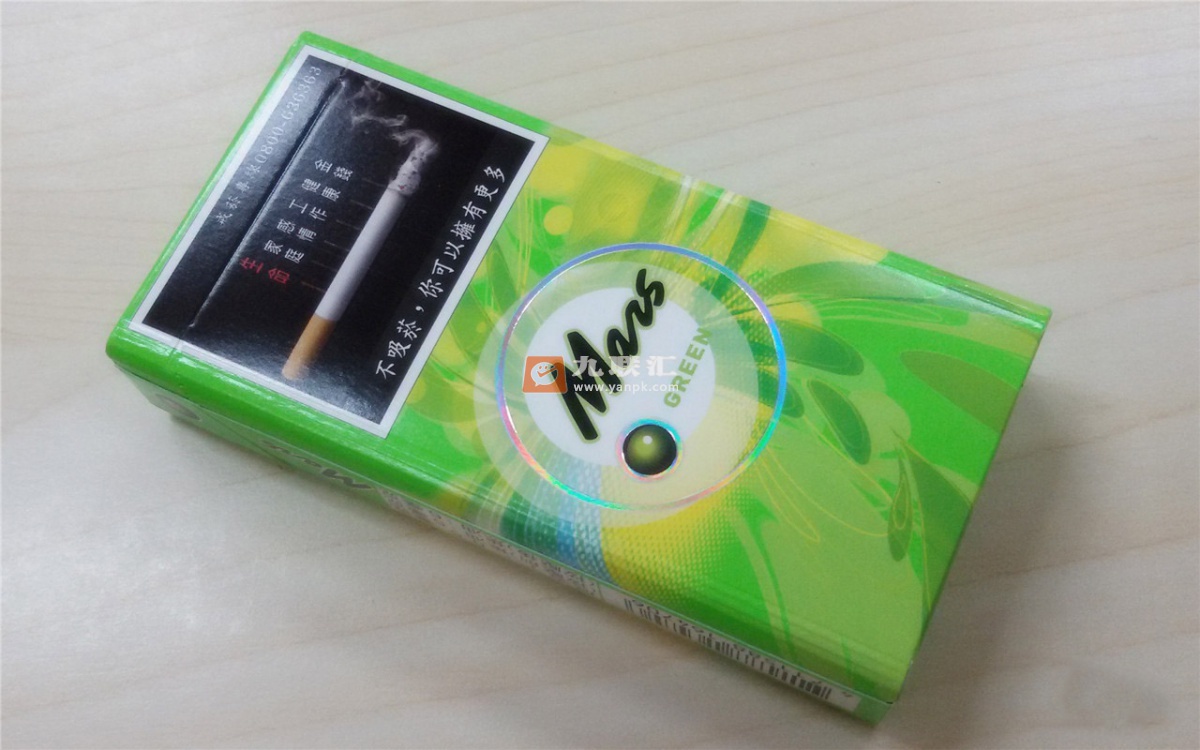 戒菸專線0800-636363
金錢
健康
工作
感情
家庭
生命
不吸菸，你可以擁有更多
Mars
GREEN
九联汇
www.yanpk.com